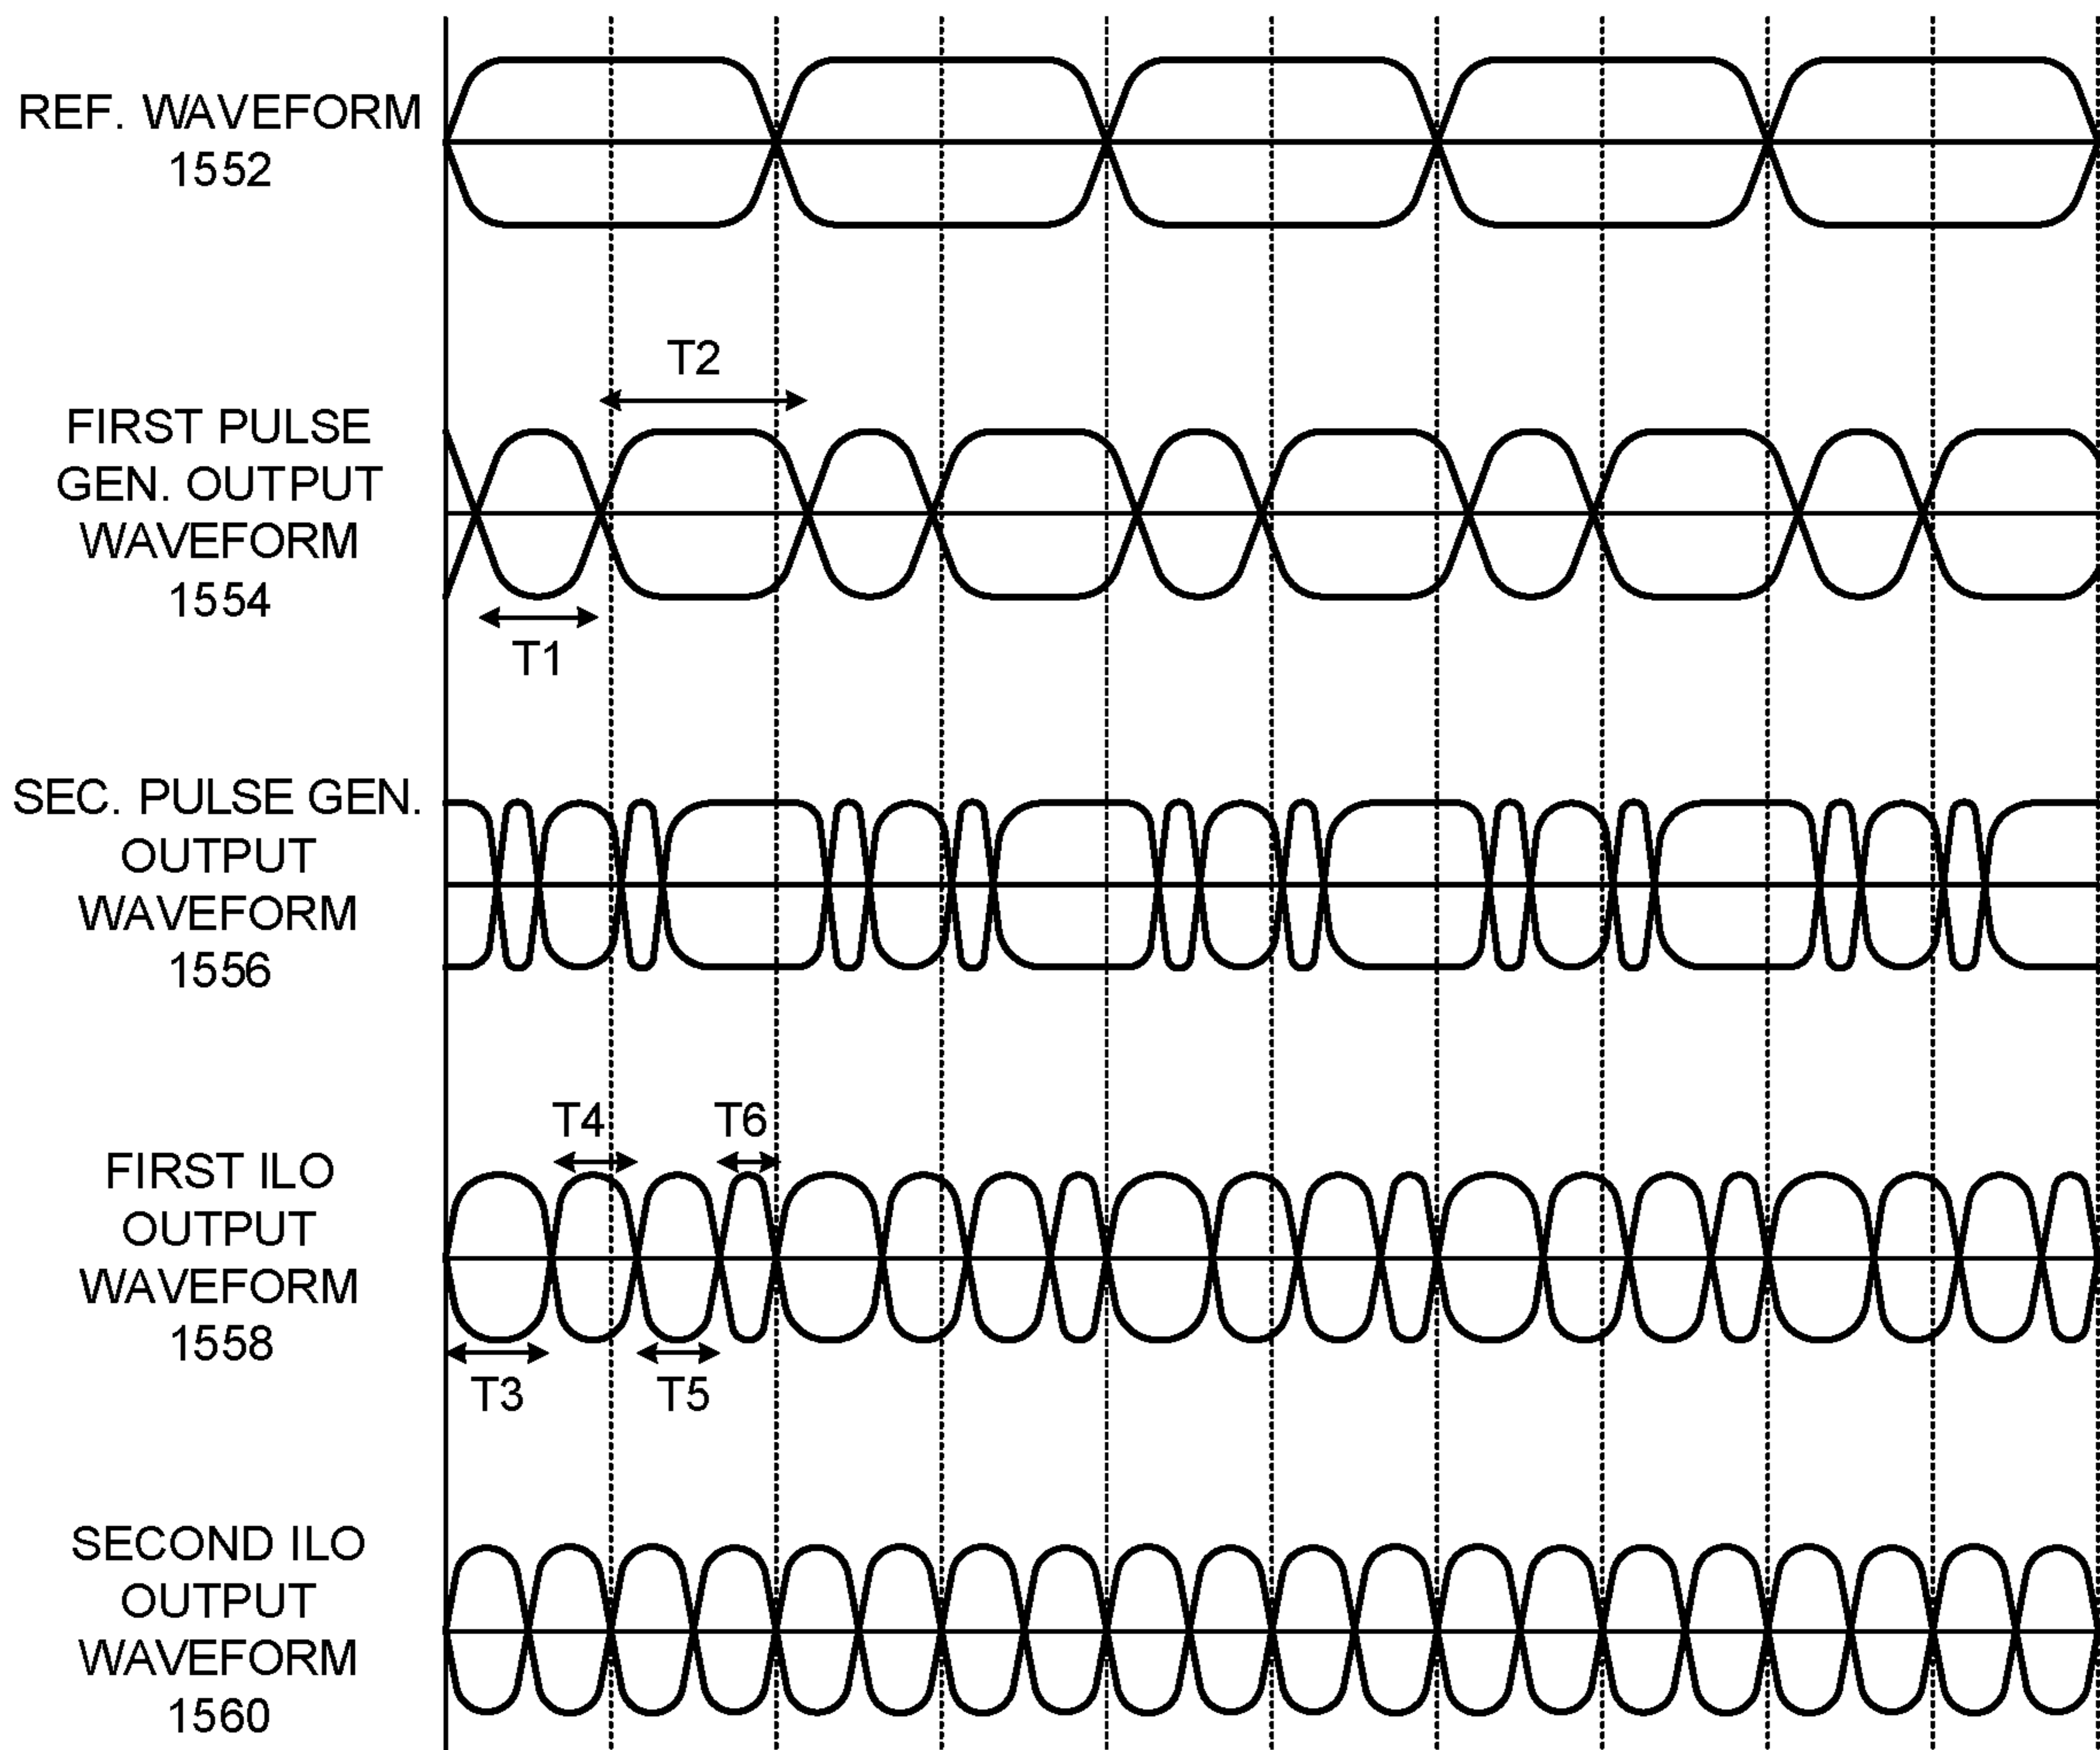 REF. WAVEFORM
1552
T2
FIRST PULSE
GEN. OUTPUT
WAVEFORM
1554
T1
SEC. PULSE GEN.
OUTPUT
WAVEFORM
1556
T4
T6
FIRST ILO
OUTPUT
WAVEFORM
1558
T3
T5
SECOND ILO
OUTPUT
WAVEFORM
1560